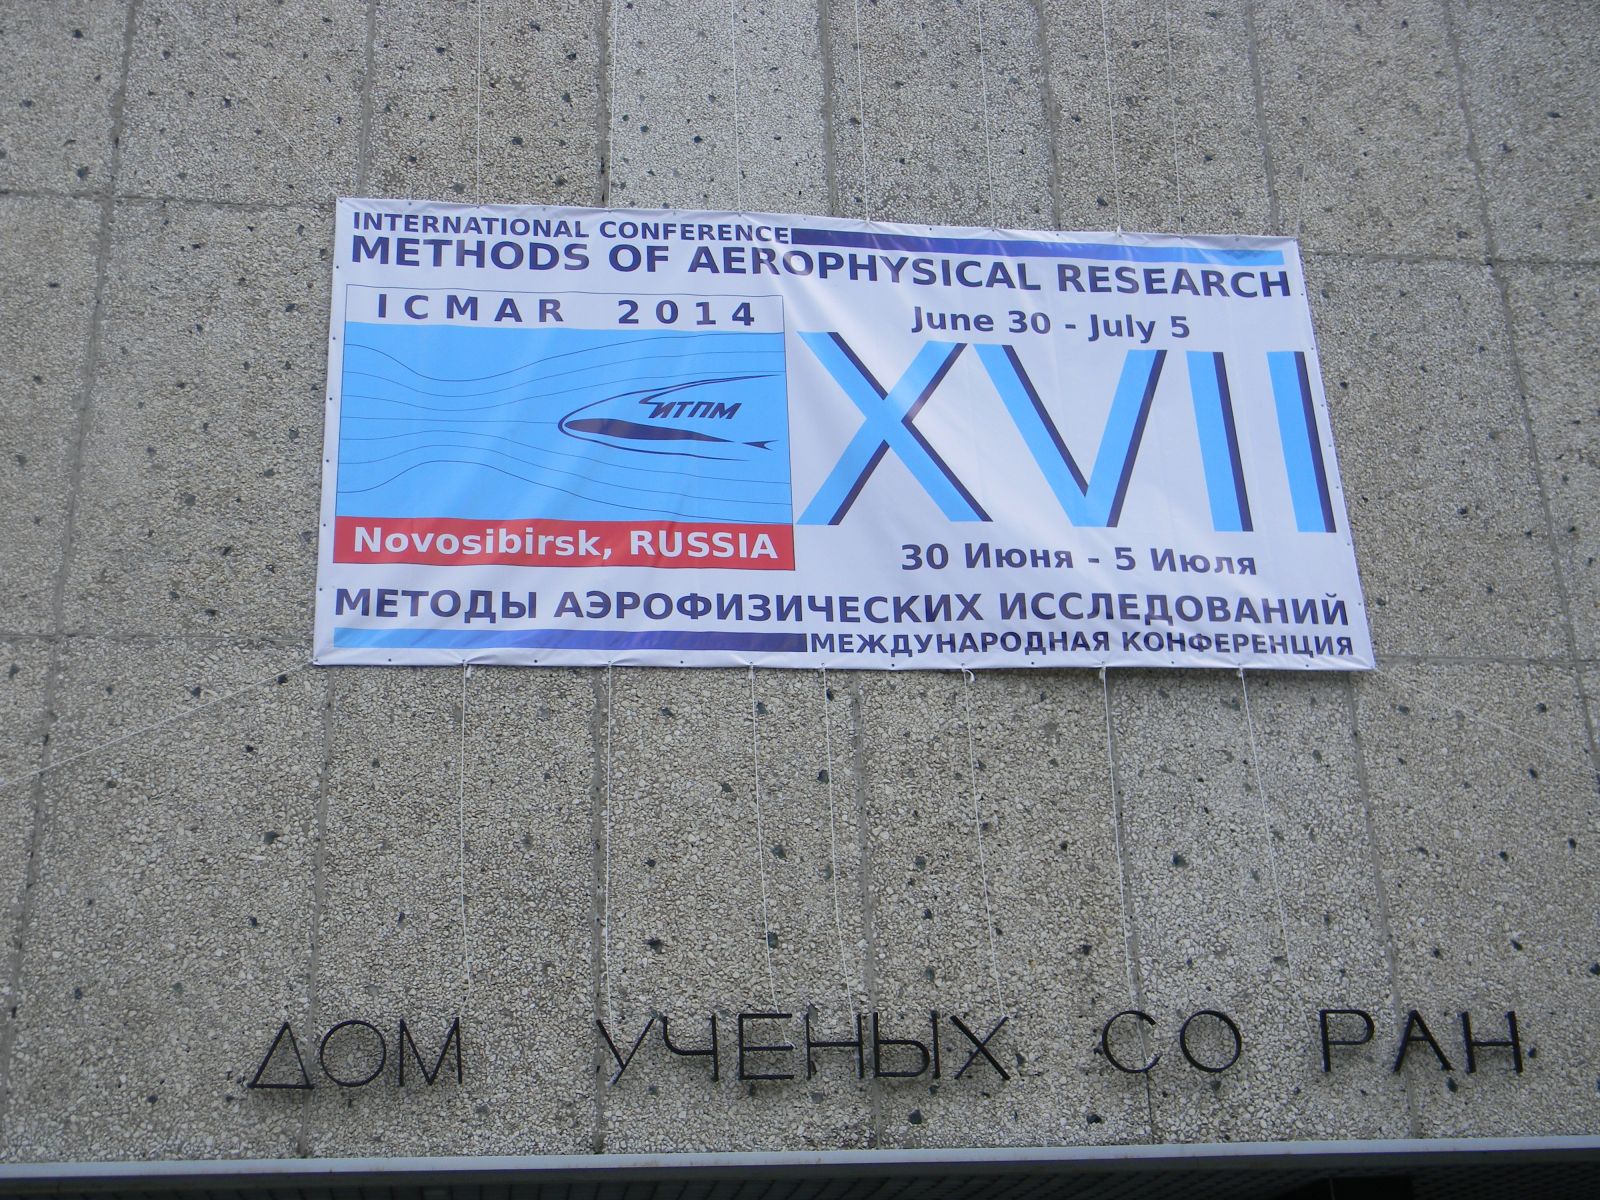 INTERNATIONAL CONFERENCE
METHODS OF AEROPHYSICAL RESEARCH
ICMAR 2014
June 30 - July 5
ИТПМ
XVII
Novosibirsk, RUSSIA
30 Июня - 5 Июля
МЕТОДЫ АЭРОФИЗИЧЕСКИХ ИССЛЕДОВАНИЙ
МЕЖДУНАРОДНАЯ КОНФЕРЕНЦИЯ
ДОМ УЧЕНЫХ СО РАН